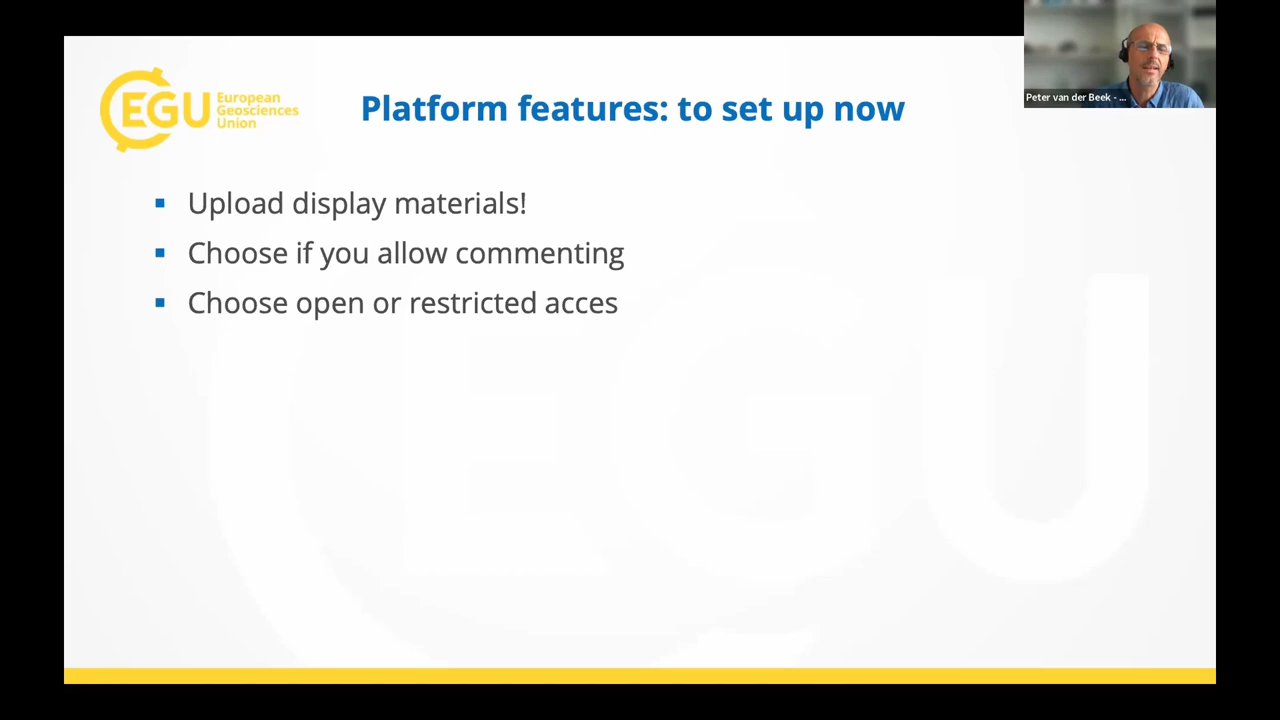 EGU
European
Geosciences
Union
Platform features: to set up now
Peter van der Beek - ...
Upload display materials!
Choose if you allow commenting
Choose open or restricted acces